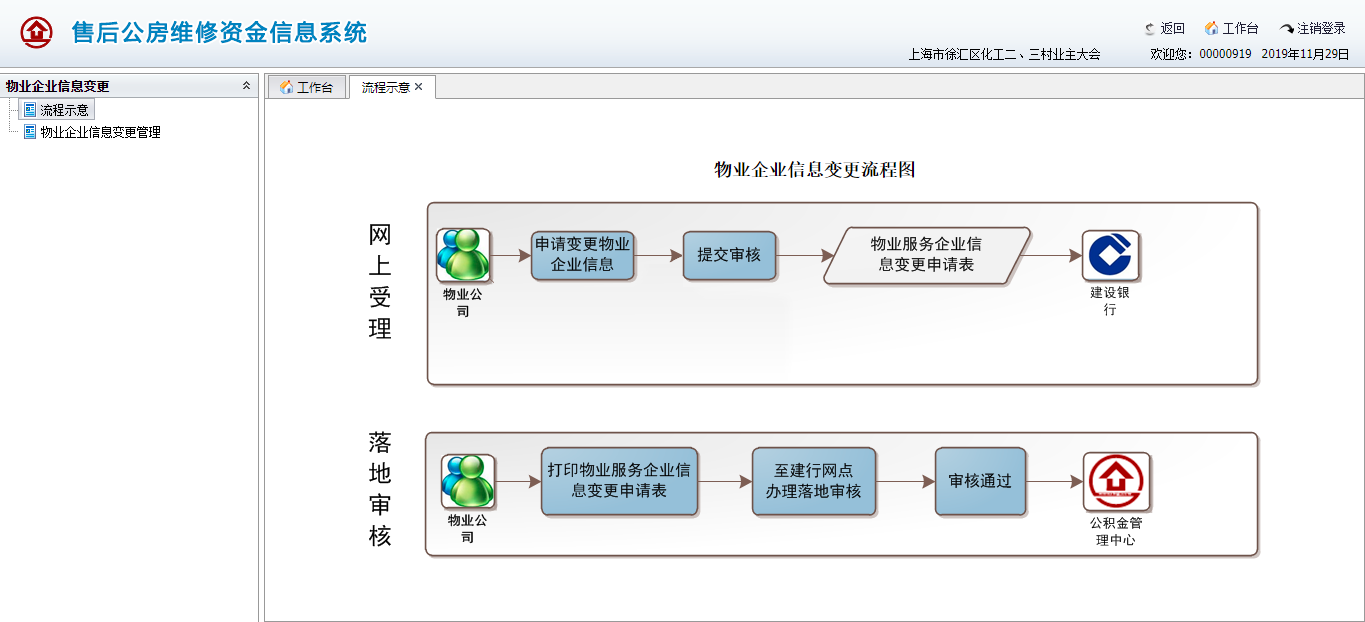 售后公房维修资金信息系统
返回 工作台 注销登录
上海市徐汇区化工二、三村业主大会 欢迎您：00000919 2019年11月29日
物业企业信息变更
流程示意
物业企业信息变更管理
工作台 流程示意
物业企业信息变更流程图
网上受理
物业公
司
申请变更物业
企业信息
提交审核
物业服务企业信
息变更申请表
建设银
行
落地审核
物业公
司
打印物业服务企业信
息变更申请表
至建行网点
办理落地审核
审核通过
公积金管
理中心